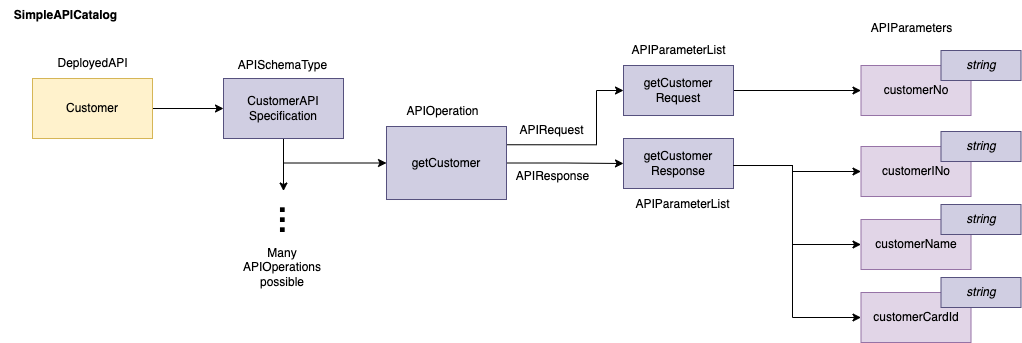 SimpleAPICatalog
DeployedAPI
Customer
APISchemaType
CustomerAPI
Specification
Many
APIOperations
possible
APIOperation
getCustomer
APIRequest
APIResponse
APIParameterList
getCustomer
Request
getCustomer
Response
APIParameterList
APIParameters
string
customerNo
string
customerINo
string
customerName
string
customerCardId